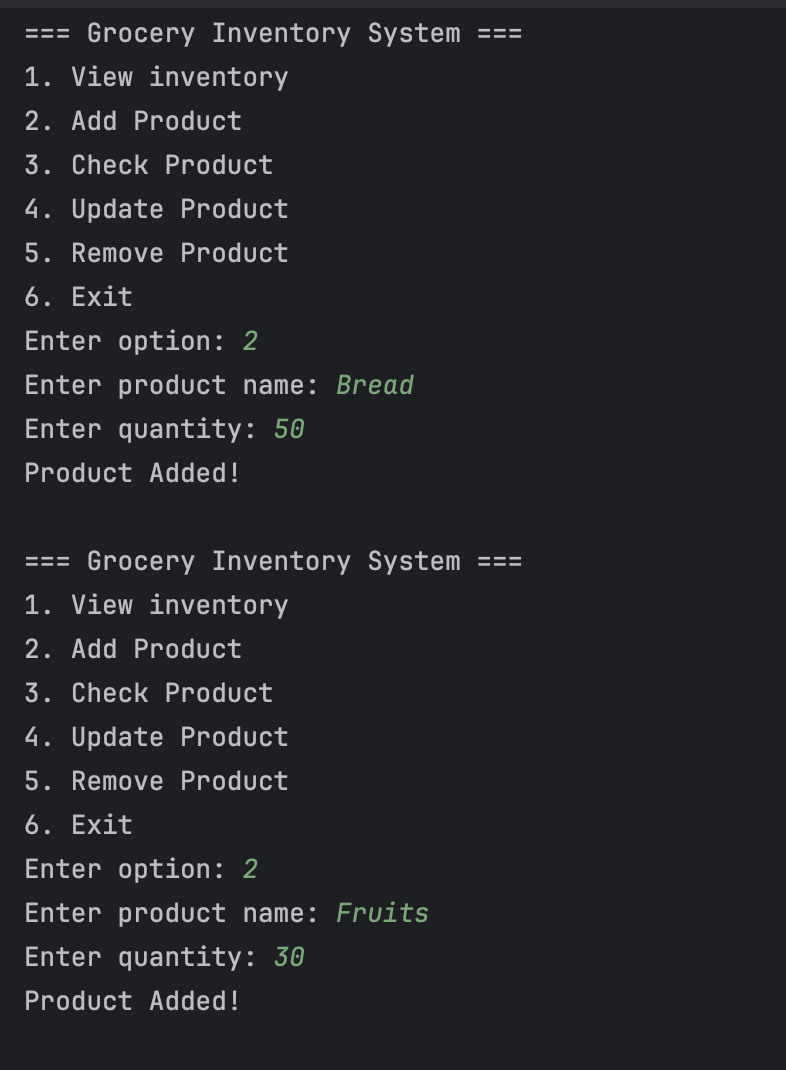 === Grocery Inventory System ===
1. View inventory
2. Add Product
3. Check Product
4. Update Product
5. Remove Product
6. Exit
Enter option: 2
Enter product name: Bread
Enter quantity: 50
Product Added!

=== Grocery Inventory System ===
1. View inventory
2. Add Product
3. Check Product
4. Update Product
5. Remove Product
6. Exit
Enter option: 2
Enter product name: Fruits
Enter quantity: 30
Product Added!